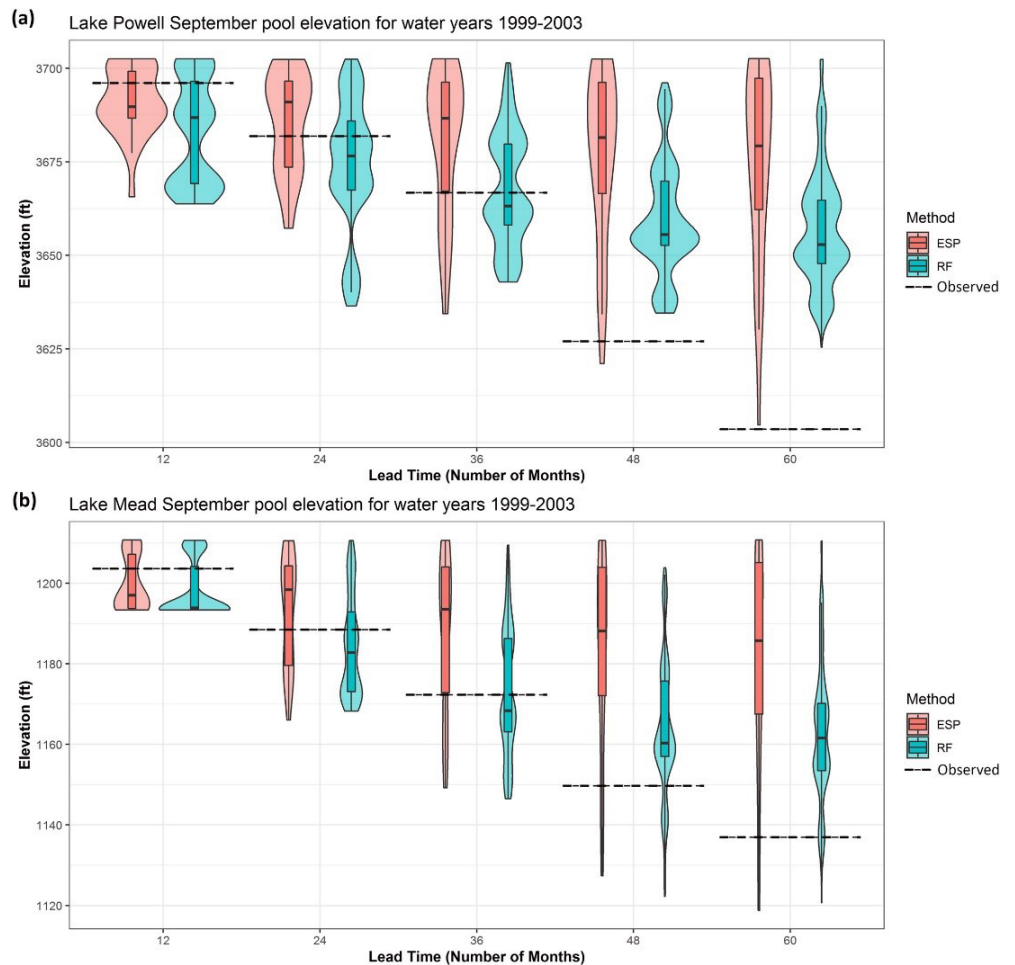 (a)
Lake Powell September pool elevation for water years 1999-2003
Elevation (ft)
3700
3675
3650
3625
3600
12 24 36 48 60
Lead Time (Number of Months)
Method
ESP
RF
Observed
(b)
Lake Mead September pool elevation for water years 1999-2003
Elevation (ft)
1200
1180
1160
1140
1120
12 24 36 48 60
Lead Time (Number of Months)
Method
ESP
RF
Observed